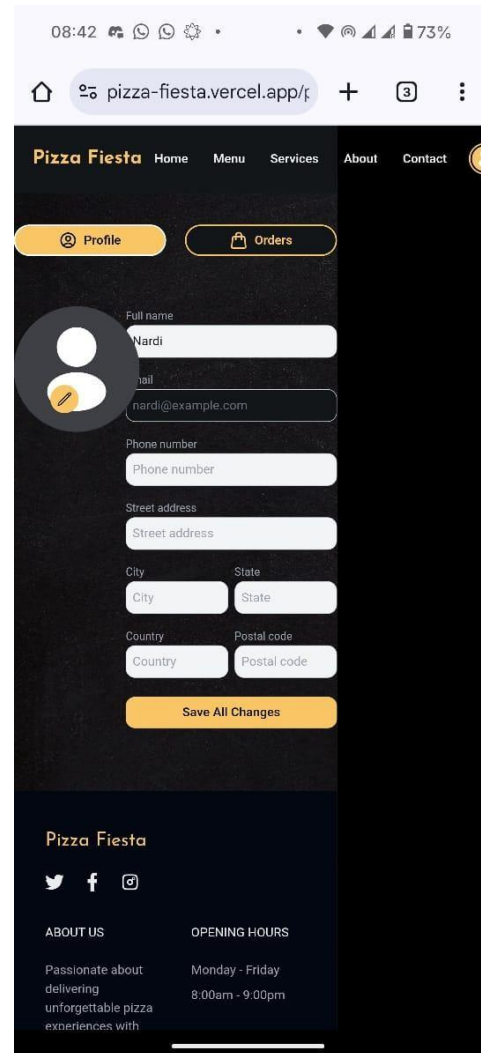 08:42
73%
pizza-fiesta.vercel.app/p
3
Pizza Fiesta Home Menu Services About Contact
Profile Orders
Full name
Nardi
nardi@example.com
Phone number
Phone number
Street address
Street address
City State
City State
Country Postal code
Country Postal code
Save All Changes
Pizza Fiesta
ABOUT US OPENING HOURS
Passionate about Monday - Friday
delivering 8:00am - 9:00pm
unforgettable pizza
experiences with